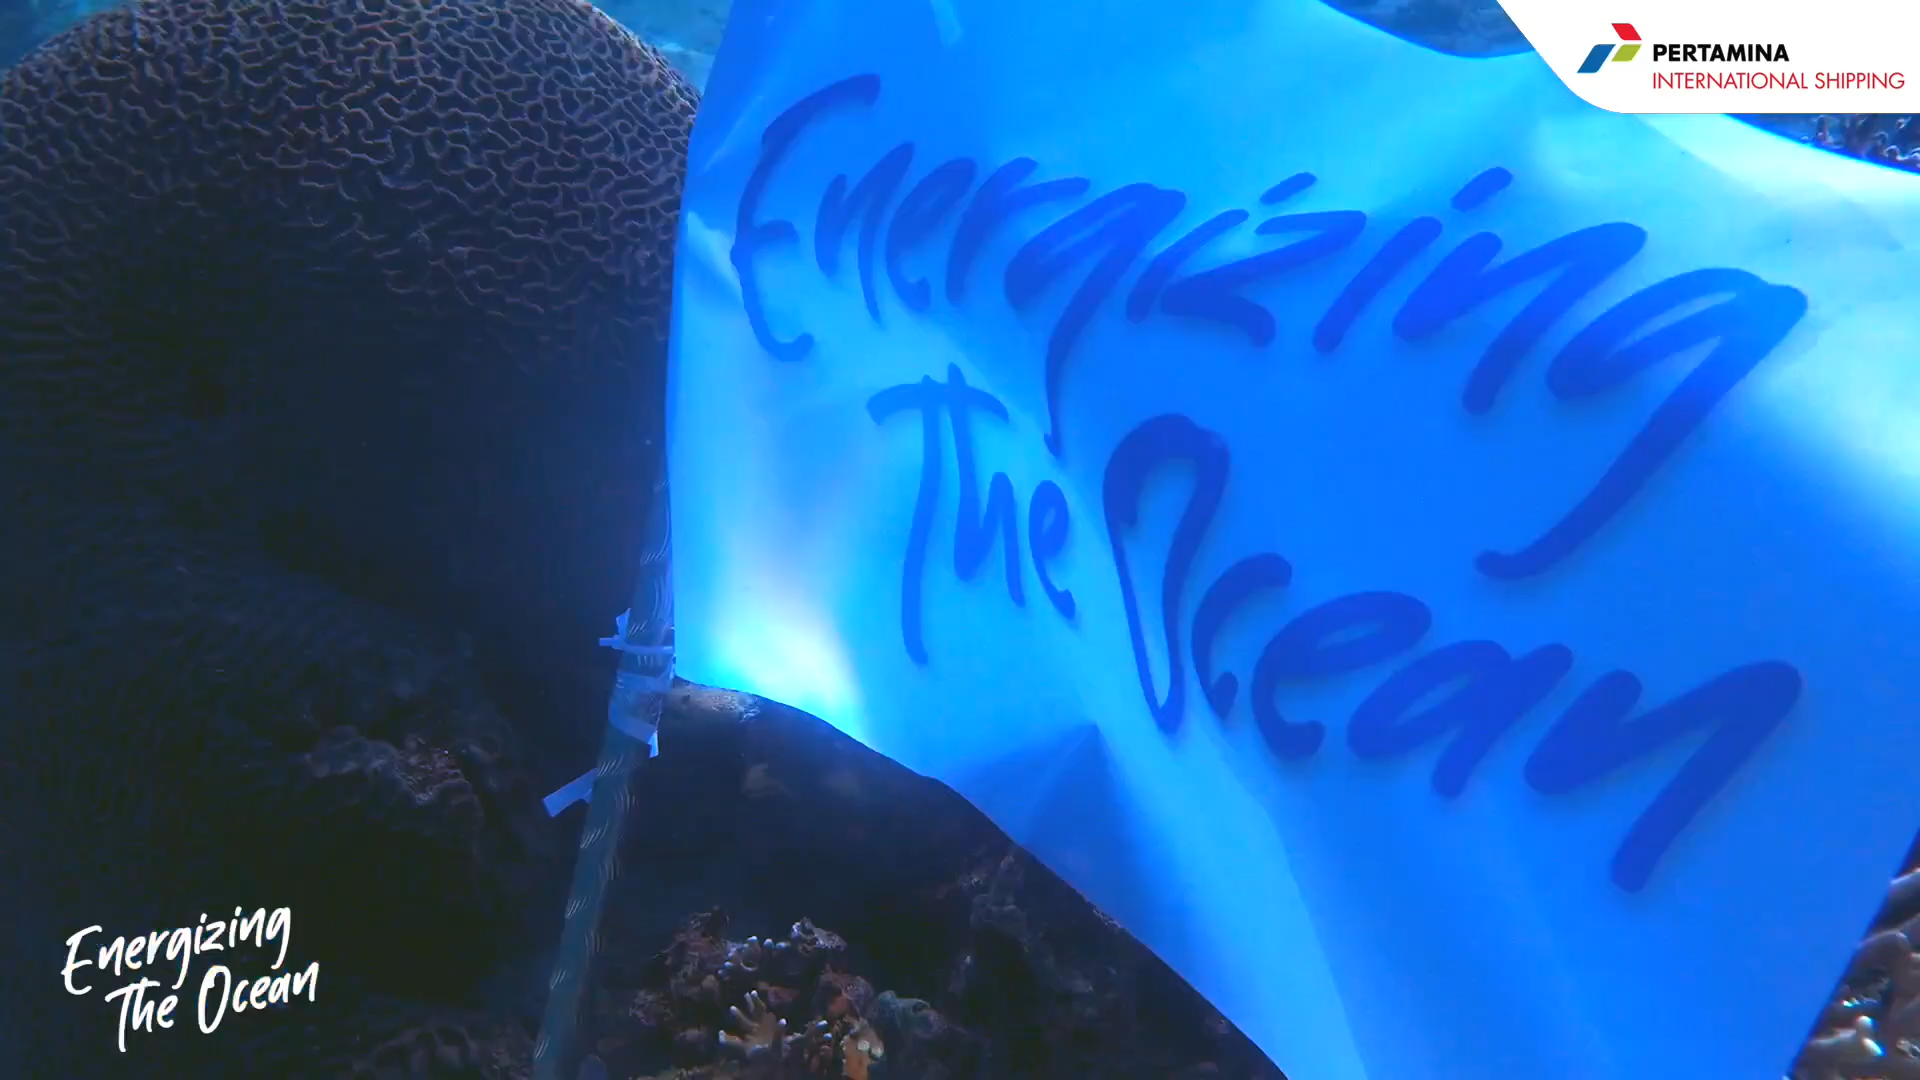 PERTAMINA
INTERNATIONAL SHIPPING
Energizing
The Ocean
Energizing
The Ocean